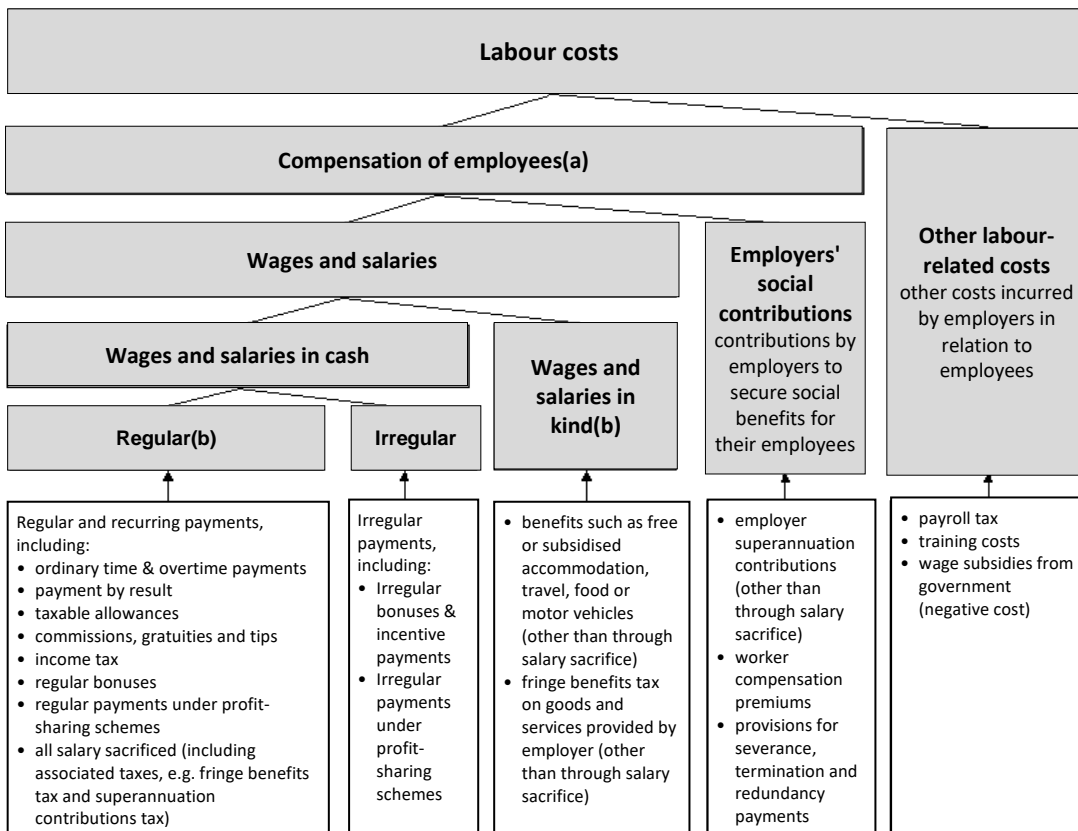 Labour costs
Compensation of employees(a)
Wages and salaries
Employers'
social
contributions
contributions by
employers to
secure social
benefits for
their employees
Other labour-
related costs
other costs incurred
by employers in
relation to
employees
Wages and salaries in cash
Wages and
salaries in
kind(b)
Regular(b)
Irregular
Regular and recurring payments,
including:
• ordinary time & overtime payments
• payment by result
• taxable allowances
• commissions, gratuities and tips
• income tax
• regular bonuses
• regular payments under profit-
sharing schemes
• all salary sacrificed (including
associated taxes, e.g. fringe benefits
tax and superannuation
contributions tax)
Irregular
payments,
including:
• Irregular
bonuses &
incentive
payments
• Irregular
payments
under
profit-
sharing
schemes
• benefits such as free
or subsidised
accommodation,
travel, food or
motor vehicles
(other than through
salary sacrifice)
• fringe benefits tax
on goods and
services provided by
employer (other
than through salary
sacrifice)
• employer
superannuation
contributions
(other than
through salary
sacrifice)
• worker
compensation
premiums
• provisions for
severance,
termination and
redundancy
payments
• payroll tax
• training costs
• wage subsidies from
government
(negative cost)